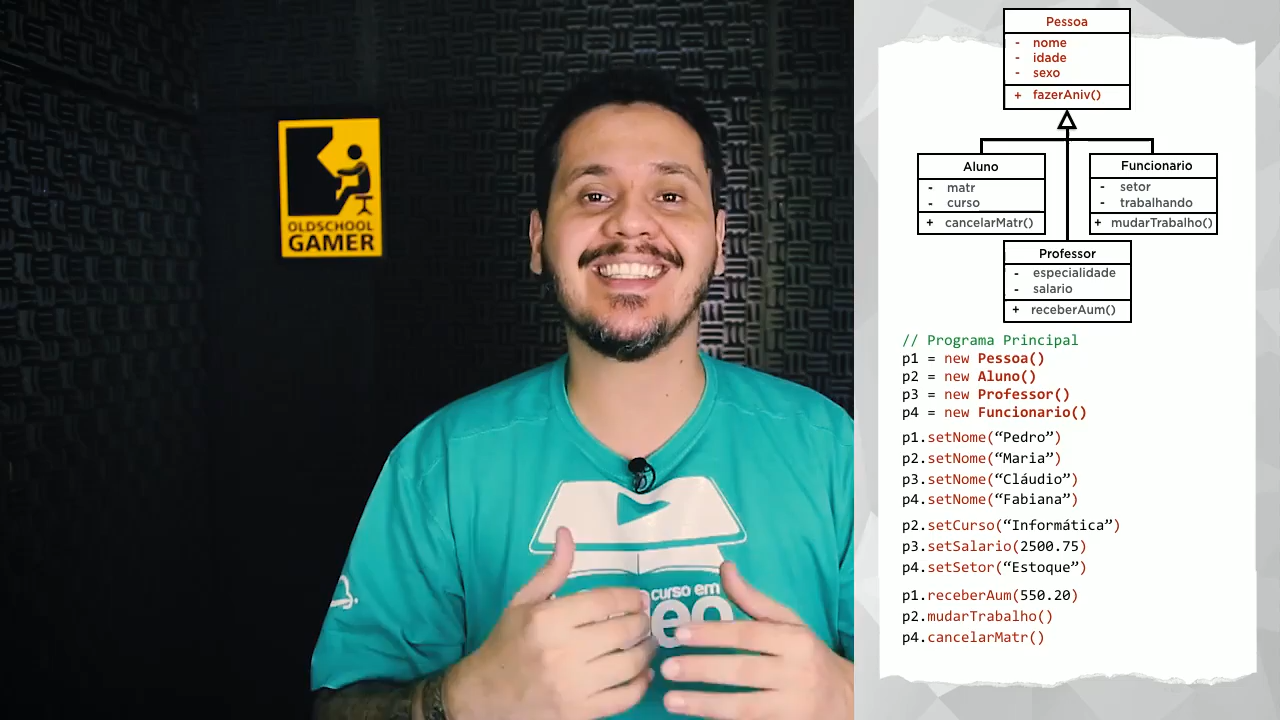 OLDSCHOOL
GAMER
curso em
Pessoa
- nome
- idade
- sexo
+ fazerAniv()
Aluno
- matr
- curso
+ cancelarMatr()
Funcionario
- setor
- trabalhando
+ mudarTrabalho()
Professor
- especialidade
- salario
+ receberAum()
// Programa Principal
p1 = new Pessoa()
p2 = new Aluno()
p3 = new Professor()
p4 = new Funcionario()
p1.setNome(“Pedro”)
p2.setNome(“Maria”)
p3.setNome(“Cláudio”)
p4.setNome(“Fabiana”)
p2.setCurso(“Informática”)
p3.setSalario(2500.75)
p4.setSetor(“Estoque”)
p1.receberAum(550.20)
p2.mudarTrabalho()
p4.cancelarMatr()